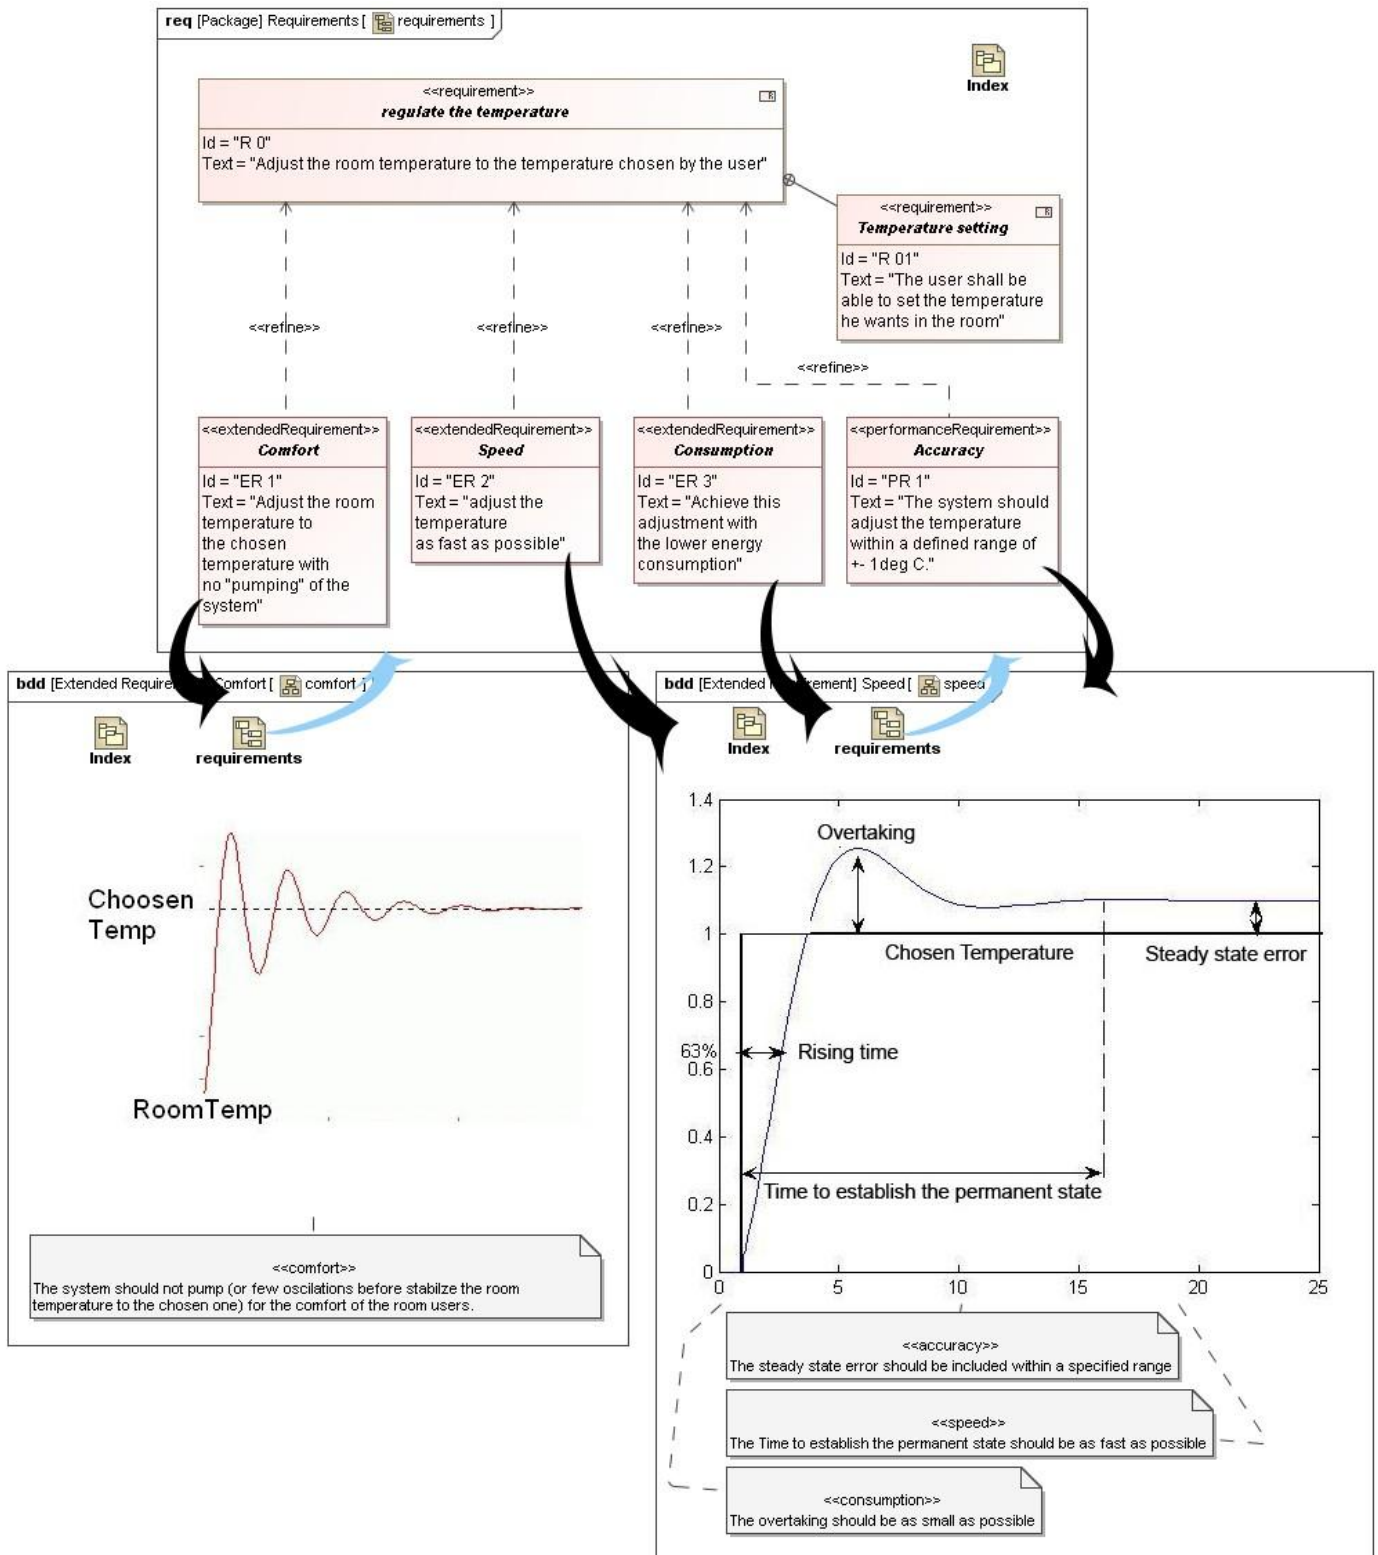 req [Package] Requirements [ requirements ]
Index
<<requirement>>
regulate the temperature
Id = "R 0"
Text = "Adjust the room temperature to the temperature chosen by the user"
<<requirement>>
Temperature setting
Id = "R 01"
Text = "The user shall be
able to set the temperature
he wants in the room"
<<refine>>
<<refine>>
<<refine>>
<<refine>>
<<extendedRequirement>>
Comfort
Id = "ER 1"
Text = "Adjust the room
temperature to
the chosen
temperature with
no "pumping" of the
system"
<<extendedRequirement>>
Speed
Id = "ER 2"
Text = "adjust the
temperature
as fast as possible"
<<extendedRequirement>>
Consumption
Id = "ER 3"
Text = "Achieve this
adjustment with
the lower energy
consumption"
<<performanceRequirement>>
Accuracy
Id = "PR 1"
Text = "The system should
adjust the temperature
within a defined range of
+- 1deg C."
bdd [Extended Comfort [ comfort ]
Index
requirements
Choosen
Temp
RoomTemp
<<comfort>>
The system should not pump (or few oscilations before stabilze the room
temperature to the chosen one) for the comfort of the room users.
bdd [Extended Speed [ speed
Index
requirements
1.4
1.2
1
0.8
63%
0.6
0.4
0.2
0
0 5 10 15 20 25
Overtaking
Chosen Temperature
Steady state error
Rising time
Time to establish the permanent state
<<accuracy>>
The steady state error should be included within a specified range
<<speed>>
The Time to establish the permanent state should be as fast as possible
<<consumption>>
The overtaking should be as small as possible